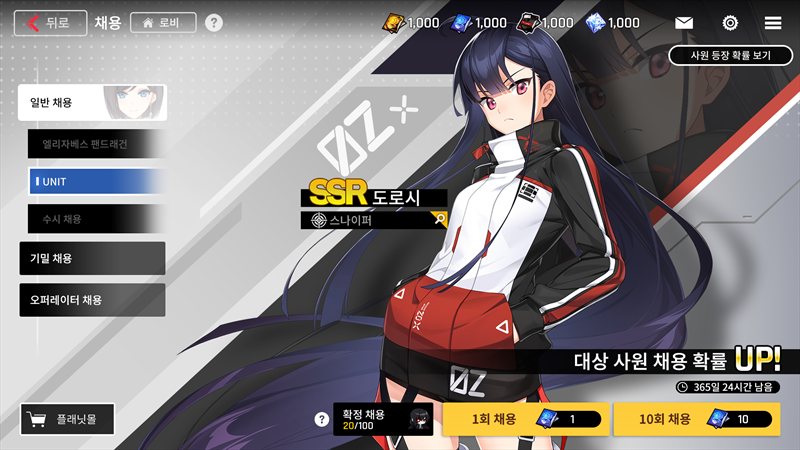 뒤로
채용
로비
?
1,000
1,000
1,000
1,000
사원 등장 확률 보기
일반 채용
엘리자베스 팬드래건
UNIT
수시 채용
기밀 채용
오퍼레이터 채용
플래닛몰
ØZ
SSR 도로시
스나이퍼
ØZ
ØZ
대상 사원 채용 확률 UP!
365일 24시간 남음
?
확정 채용
20/100
1회 채용
1
10회 채용
10